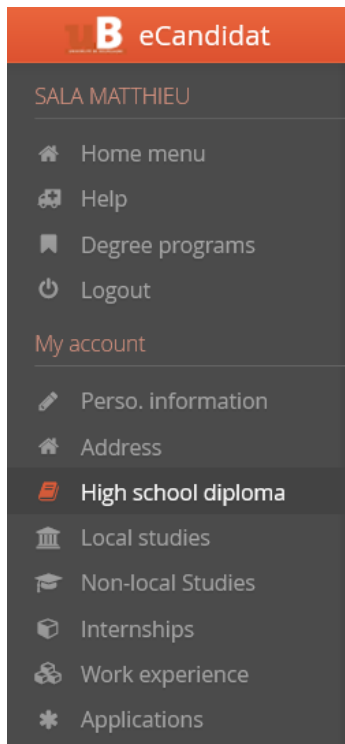 uB eCandidat
SALA MATTHIEU
Home menu
Help
Degree programs
Logout
My account
Perso. information
Address
High school diploma
Local studies
Non-local Studies
Internships
Work experience
Applications